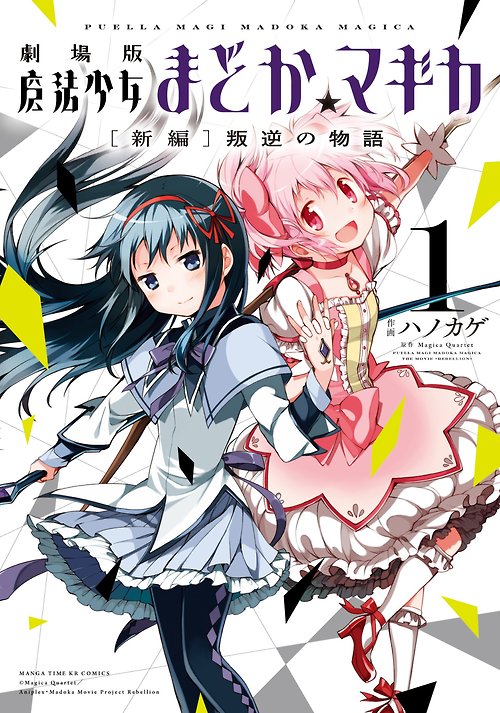 PUELLA MAGI MADOKA MAGICA
劇場版
魔法少女まどか★マギカ
[新編]叛逆の物語
1
作画 ハノカゲ
原作 Magica Quartet
PUELLA MAGI MADOKA MAGICA
THE MOVIE -REBELLION-
MANGA TIME KR COMICS
©Magica Quartet/
Aniplex・Madoka Movie Project Rebellion